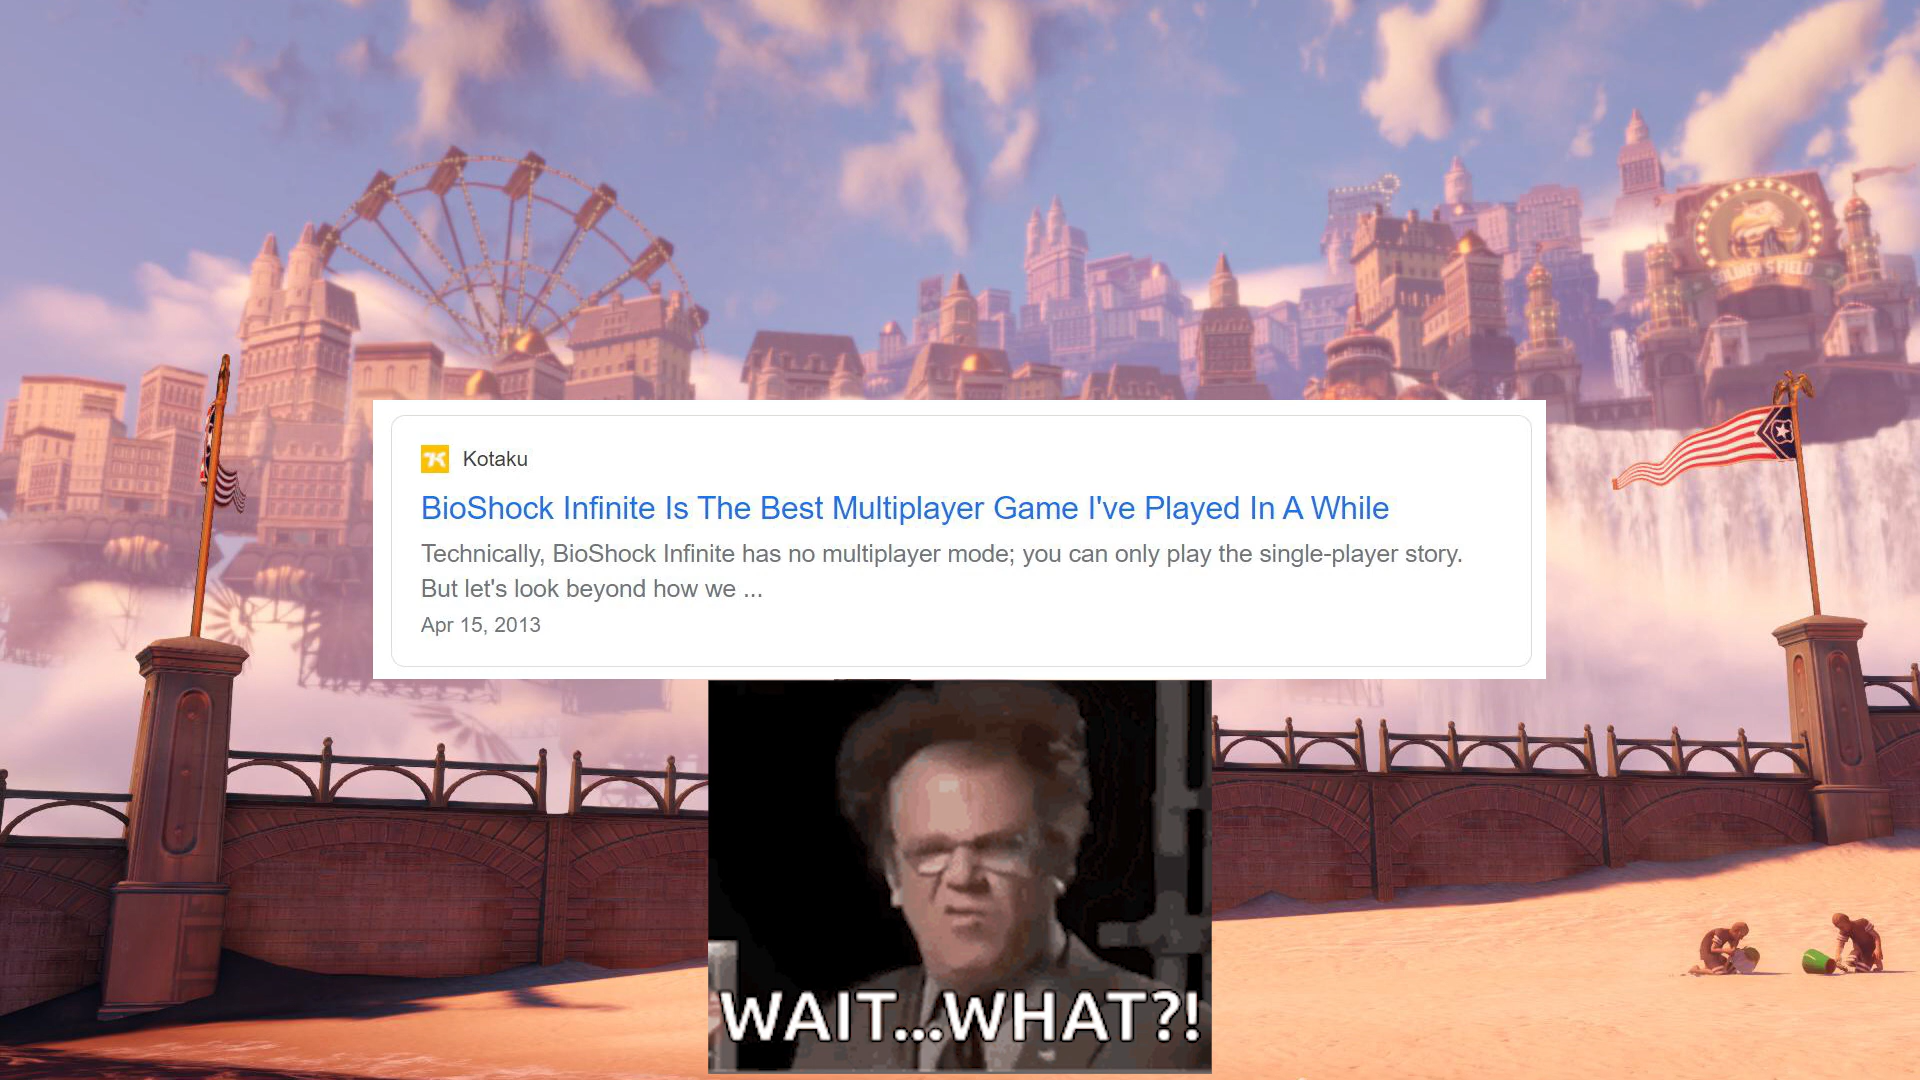 Kotaku
BioShock Infinite Is The Best Multiplayer Game I've Played In A While
Technically, BioShock Infinite has no multiplayer mode; you can only play the single-player story.
But let's look beyond how we ...
Apr 15, 2013
WAIT...WHAT?!